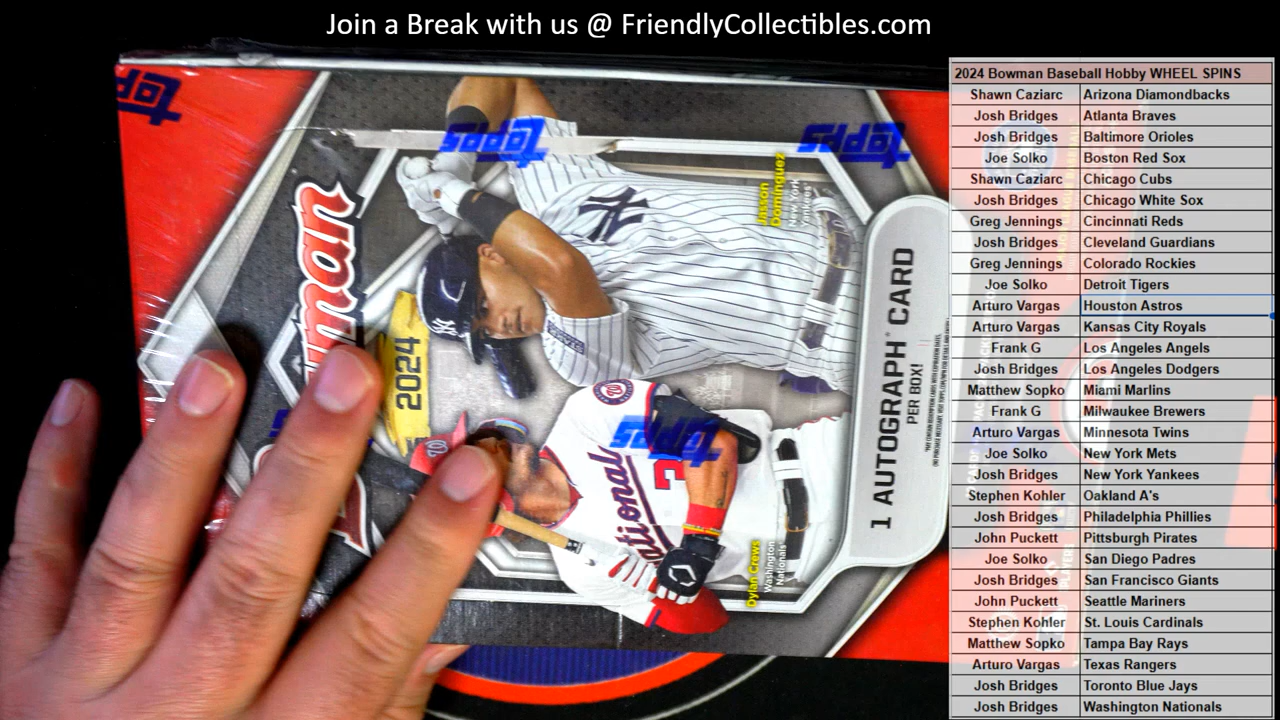 Join a Break with us @ FriendlyCollectibles.com
2024 Bowman Baseball Hobby WHEEL SPINS
Shawn Caziarc Arizona Diamondbacks
Josh Bridges Atlanta Braves
Josh Bridges Baltimore Orioles
Joe Solko Boston Red Sox
Shawn Caziarc Chicago Cubs
Josh Bridges Chicago White Sox
Greg Jennings Cincinnati Reds
Josh Bridges Cleveland Guardians
Greg Jennings Colorado Rockies
Joe Solko Detroit Tigers
Arturo Vargas Houston Astros
Arturo Vargas Kansas City Royals
Frank G Los Angeles Angels
Josh Bridges Los Angeles Dodgers
Matthew Sopko Miami Marlins
Frank G Milwaukee Brewers
Arturo Vargas Minnesota Twins
Joe Solko New York Mets
Josh Bridges New York Yankees
Stephen Kohler Oakland A's
Josh Bridges Philadelphia Phillies
John Puckett Pittsburgh Pirates
Joe Solko San Diego Padres
Josh Bridges San Francisco Giants
John Puckett Seattle Mariners
Stephen Kohler St. Louis Cardinals
Matthew Sopko Tampa Bay Rays
Arturo Vargas Texas Rangers
Josh Bridges Toronto Blue Jays
Josh Bridges Washington Nationals
topps
topps
topps
topps
2024
Jasson
Dominguez
New York
Yankees
Dylan Crews
Washington
Nationals
1 AUTOGRAPH CARD
PER BOX!